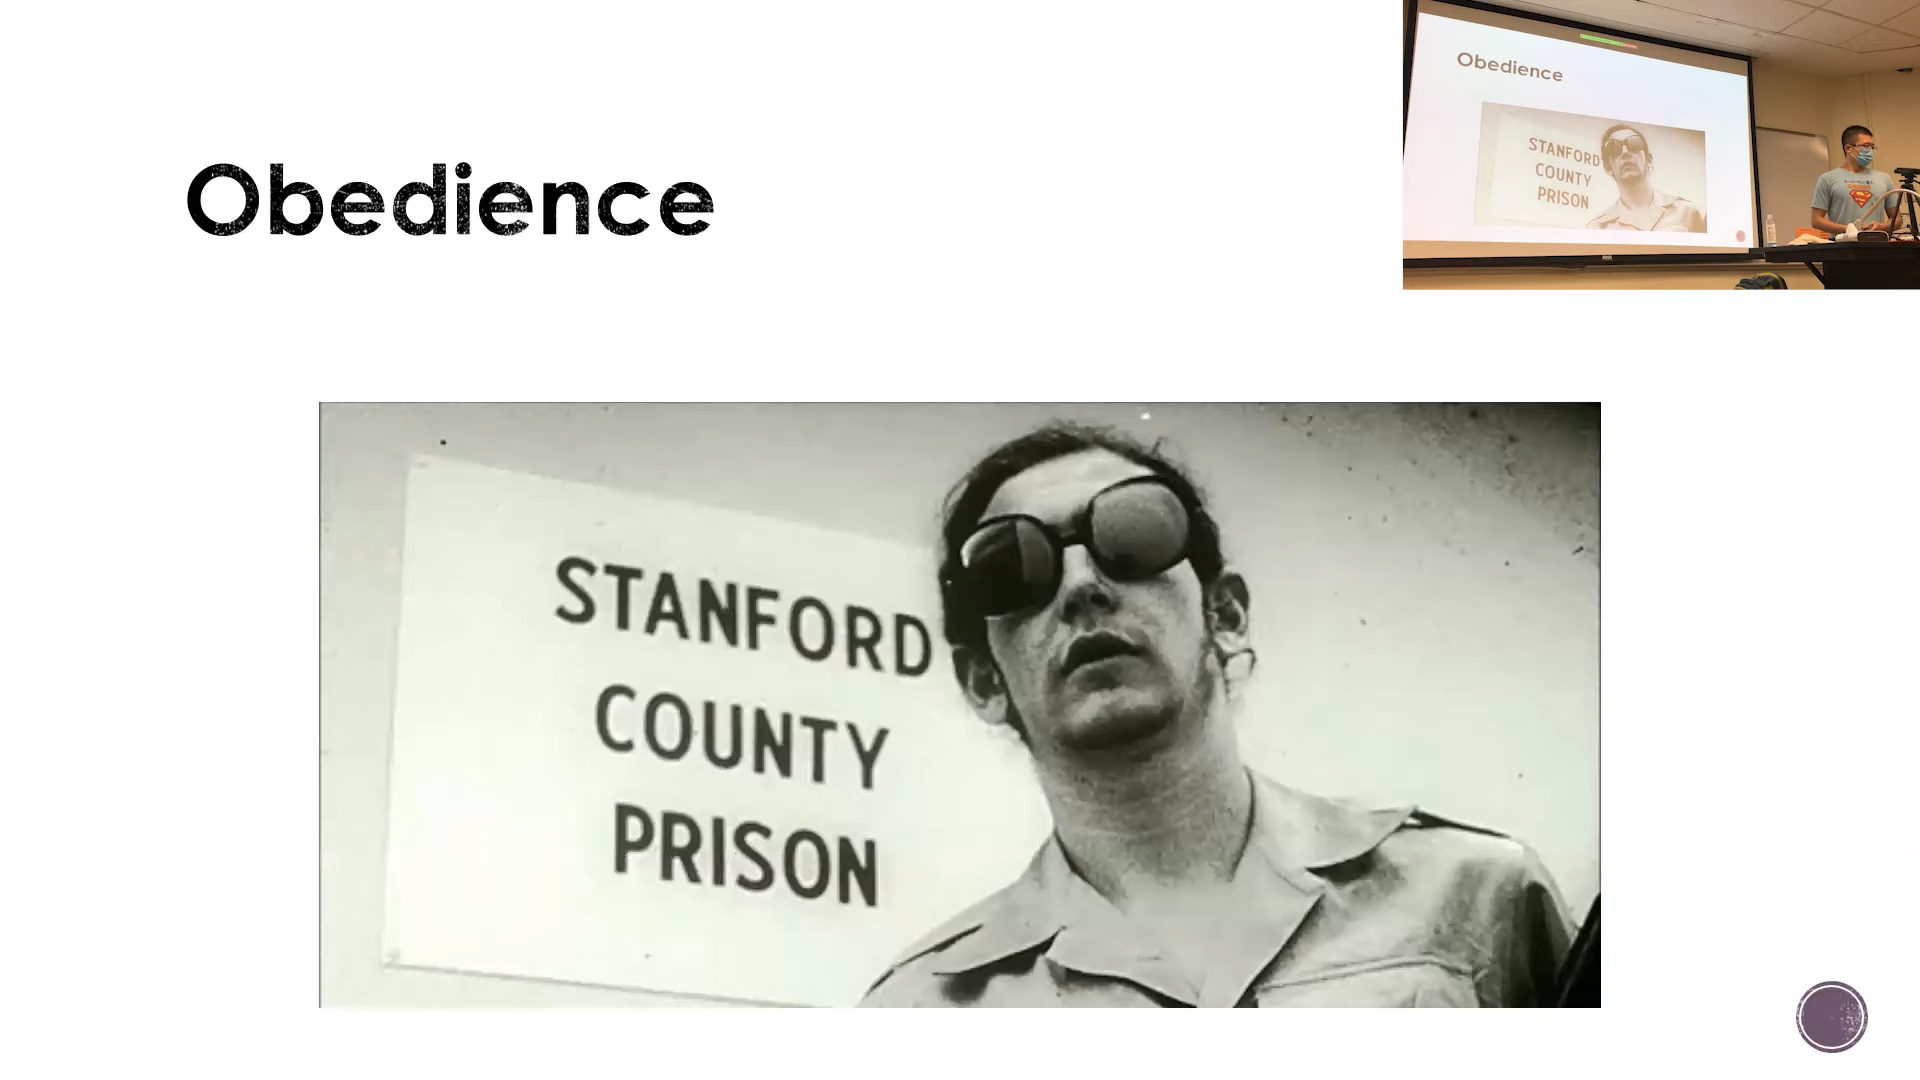 Obedience
STANFORD
COUNTY
PRISON
Obedience
STANFORD
COUNTY
PRISON